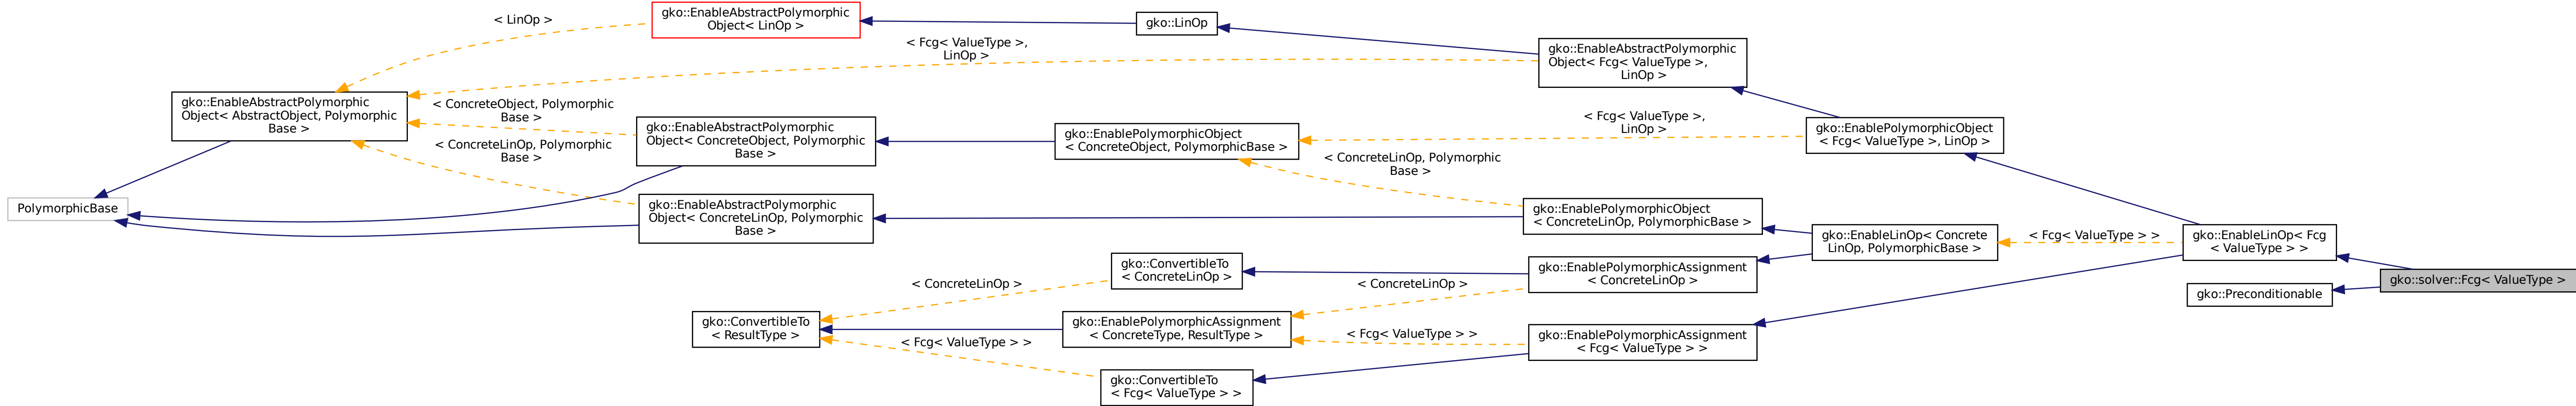 gko::EnableAbstractPolymorphic
Object< LinOp >
< LinOp >
gko::LinOp
< Fcg< ValueType >,
LinOp >
gko::EnableAbstractPolymorphic
Object< Fcg< ValueType >,
LinOp >
gko::EnableAbstractPolymorphic
Object< AbstractObject, Polymorphic
Base >
< ConcreteObject, Polymorphic
Base >
gko::EnableAbstractPolymorphic
Object< ConcreteObject, Polymorphic
Base >
gko::EnablePolymorphicObject
< ConcreteObject, PolymorphicBase >
< Fcg< ValueType >,
LinOp >
gko::EnablePolymorphicObject
< Fcg< ValueType >, LinOp >
< ConcreteLinOp, Polymorphic
Base >
< ConcreteLinOp, Polymorphic
Base >
PolymorphicBase
gko::EnableAbstractPolymorphic
Object< ConcreteLinOp, Polymorphic
Base >
gko::EnablePolymorphicObject
< ConcreteLinOp, PolymorphicBase >
gko::EnableLinOp< Concrete
LinOp, PolymorphicBase >
< Fcg< ValueType > >
gko::EnableLinOp< Fcg
< ValueType > >
gko::ConvertibleTo
< ConcreteLinOp >
gko::EnablePolymorphicAssignment
< ConcreteLinOp >
gko::solver::Fcg< ValueType >
< ConcreteLinOp >
< ConcreteLinOp >
gko::Preconditionable
gko::ConvertibleTo
< ResultType >
gko::EnablePolymorphicAssignment
< ConcreteType, ResultType >
< Fcg< ValueType > >
gko::EnablePolymorphicAssignment
< Fcg< ValueType > >
< Fcg< ValueType > >
gko::ConvertibleTo
< Fcg< ValueType > >